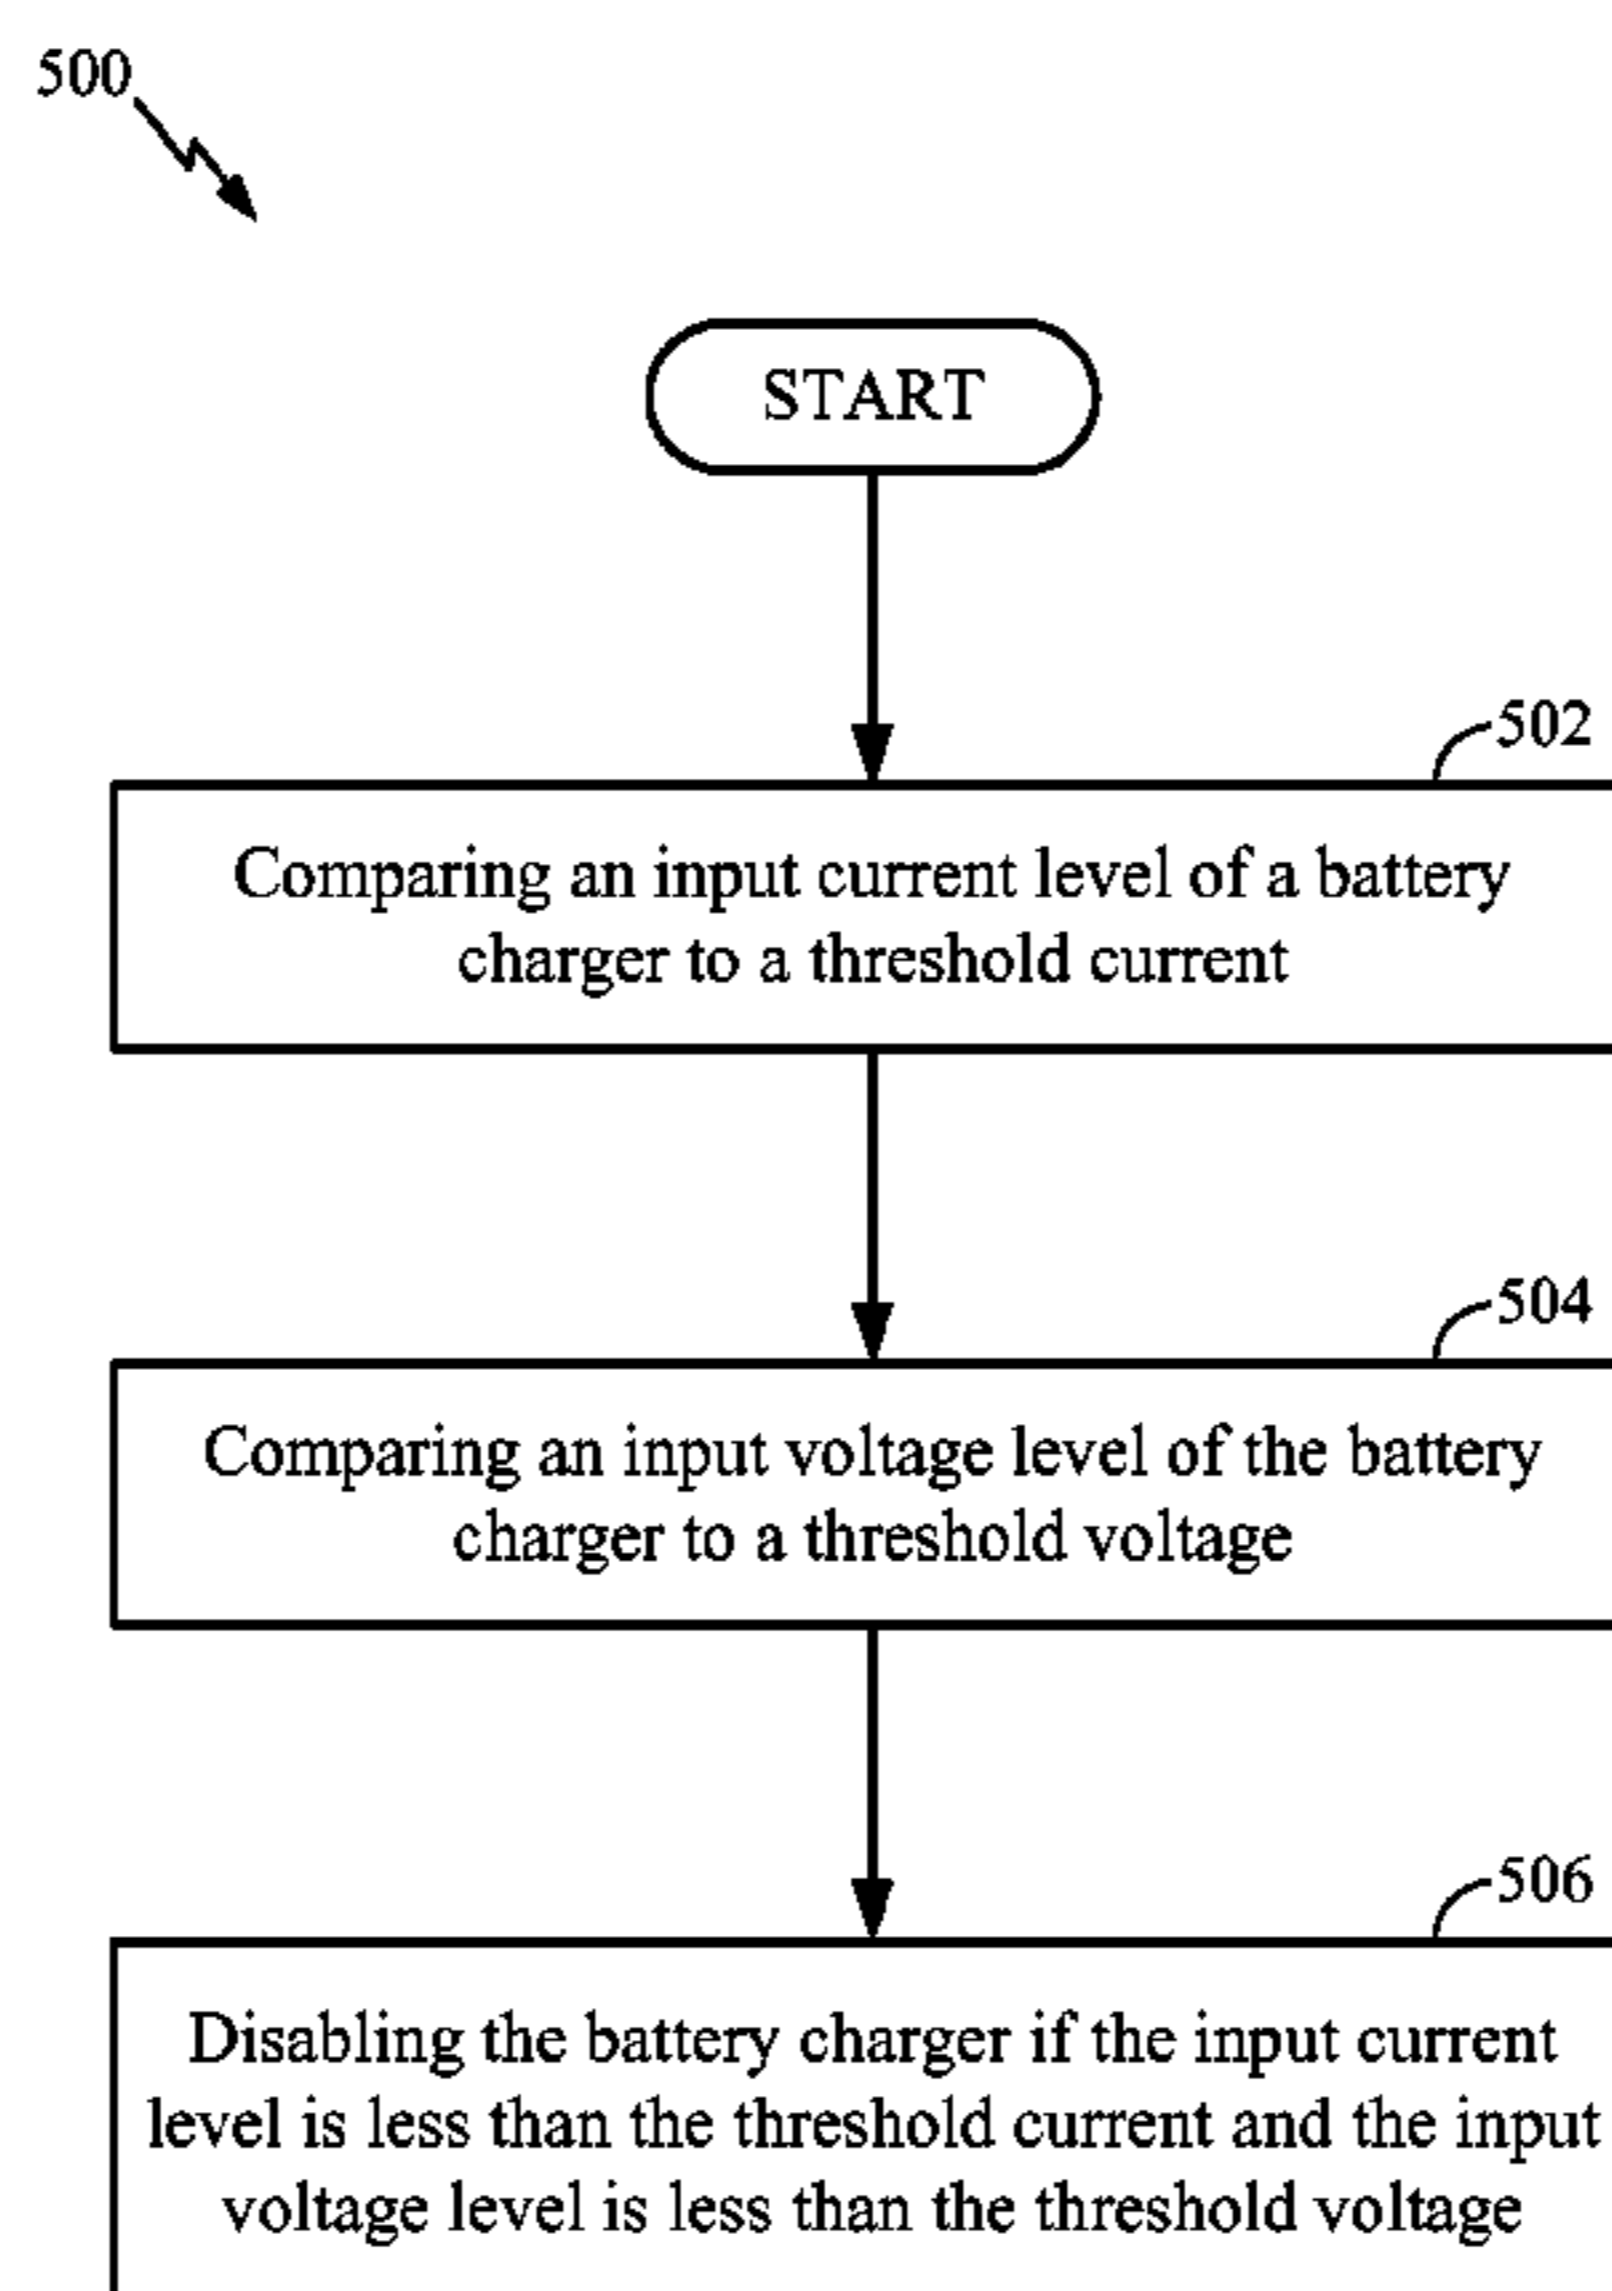 500
START
502
Comparing an input current level of a battery
charger to a threshold current
504
Comparing an input voltage level of the battery
charger to a threshold voltage
506
Disabling the battery charger if the input current
level is less than the threshold current and the input
voltage level is less than the threshold voltage